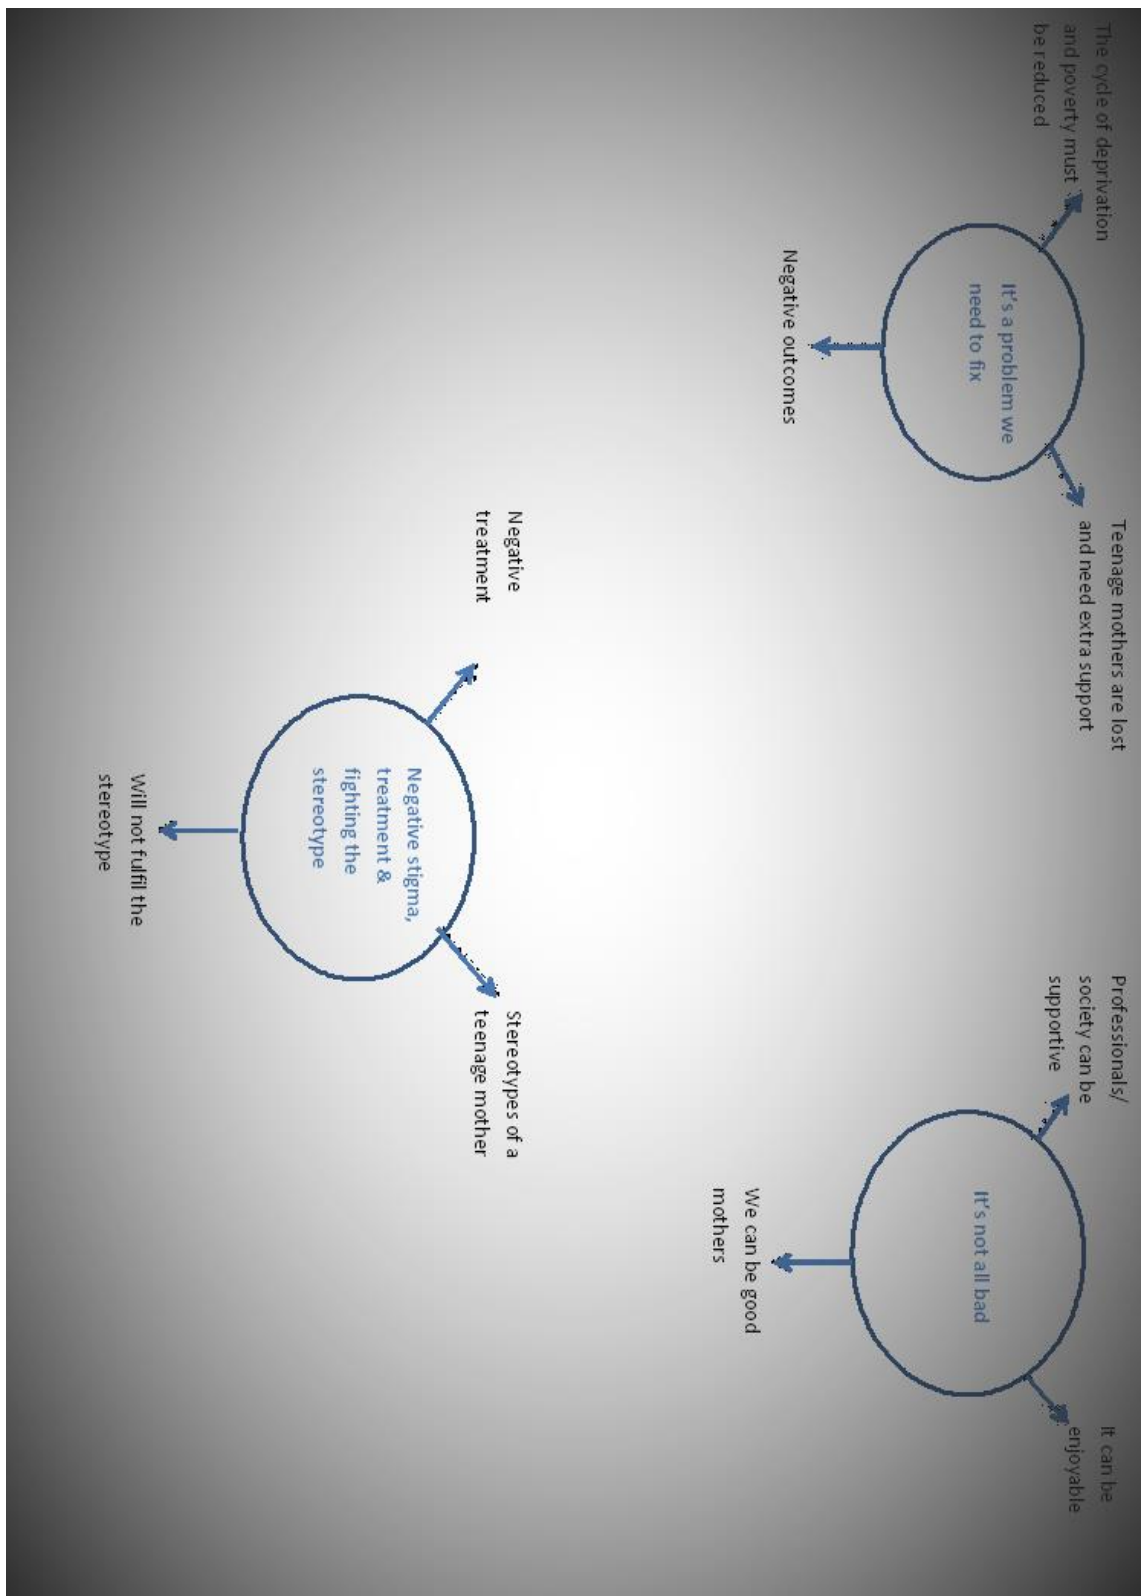 The cycle of deprivation
and poverty must
be reduced
Teenage mothers are lost
and need extra support
It's a problem we
need to fix
Negative outcomes
Professionals/
society can be
supportive
It can be
enjoyable
It's not all bad
We can be good
mothers
Negative
treatment
Stereotypes of a
teenage mother
Negative stigma,
treatment &
fighting the
stereotype
Will not fulfil the
stereotype